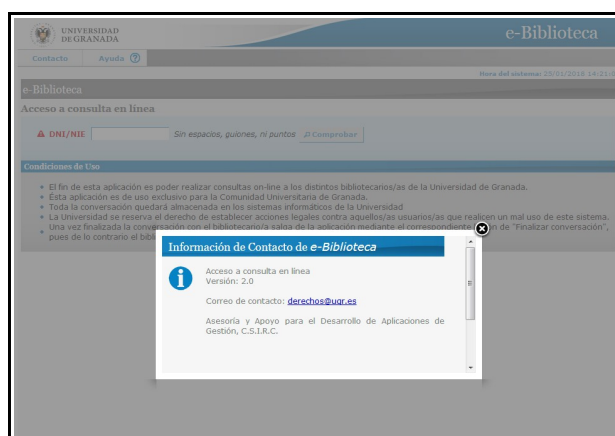 UNIVERSIDAD
DE GRANADA
e-Biblioteca
Contacto Ayuda
Hora del sistema: 25/01/2018 14:21:
e-Biblioteca
Acceso a consulta en línea
DNI/NIE Sin espacios, guiones, ni puntos Comprobar
Condiciones de Uso
El fin de esta aplicación es poder realizar consultas on-line a los distintos bibliotecarios/as de la Universidad de Granada.
Ésta aplicación es de uso exclusivo para la Comunidad Universitaria de Granada.
Toda la conversación quedará almacenada en los sistemas informáticos de la Universidad
La Universidad se reserva el derecho de establecer acciones legales contra aquellos/as usuarios/as que realicen un mal uso de este sistema.
Una vez finalizada la conversación con el bibliotecario/a salga de la aplicación mediante el correspondiente de "Finalizar conversación",
pues de lo contrario el
Información de Contacto de e-Biblioteca
Acceso a consulta en línea
Versión: 2.0
Correo de contacto: derechos@ugr.es
Asesoría y Apoyo para el Desarrollo de Aplicaciones de
Gestión, C.S.I.R.C.